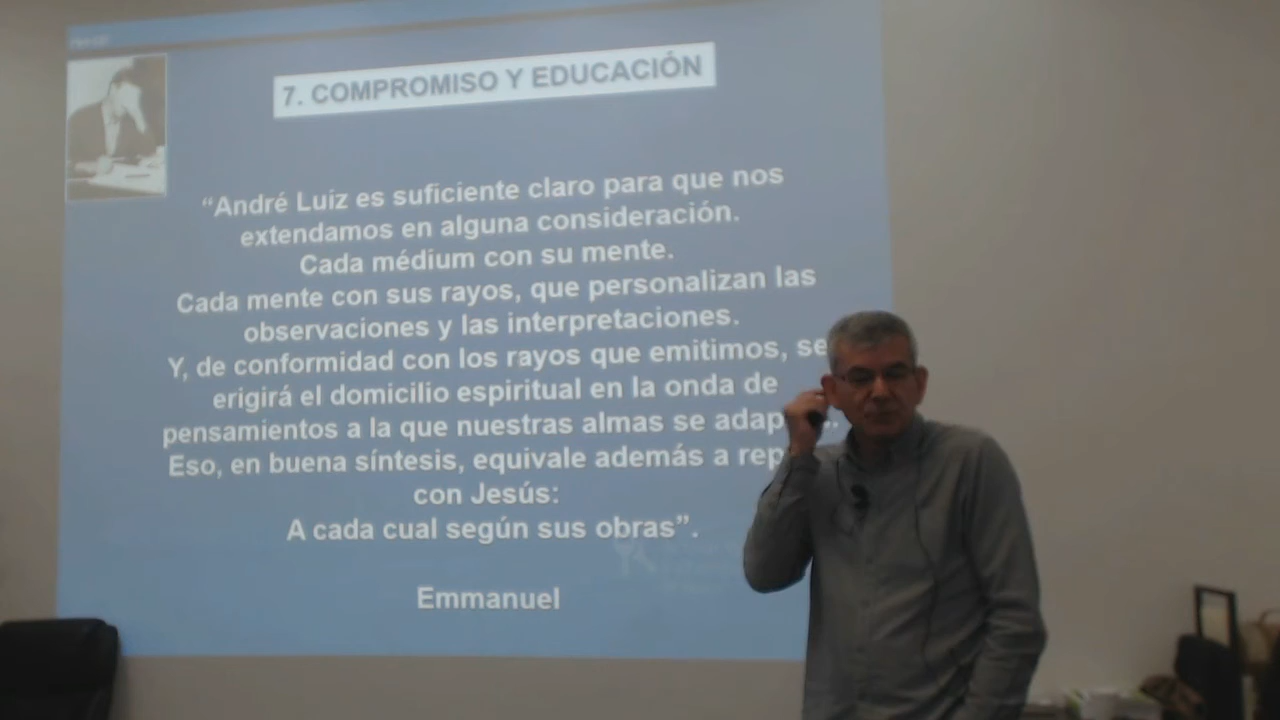 7. COMPROMISO Y EDUCACIÓN
“André Luiz es suficiente claro para que nos
extendamos en alguna consideración.
Cada médium con su mente.
Cada mente con sus rayos, que personalizan las
observaciones y las interpretaciones.
Y, de conformidad con los rayos que emitimos, se
erigirá el domicilio espiritual en la onda de
pensamientos a la que nuestras almas se
Eso, en buena síntesis, equivale además a
con Jesús:
A cada cual según sus obras”.
Emmanuel